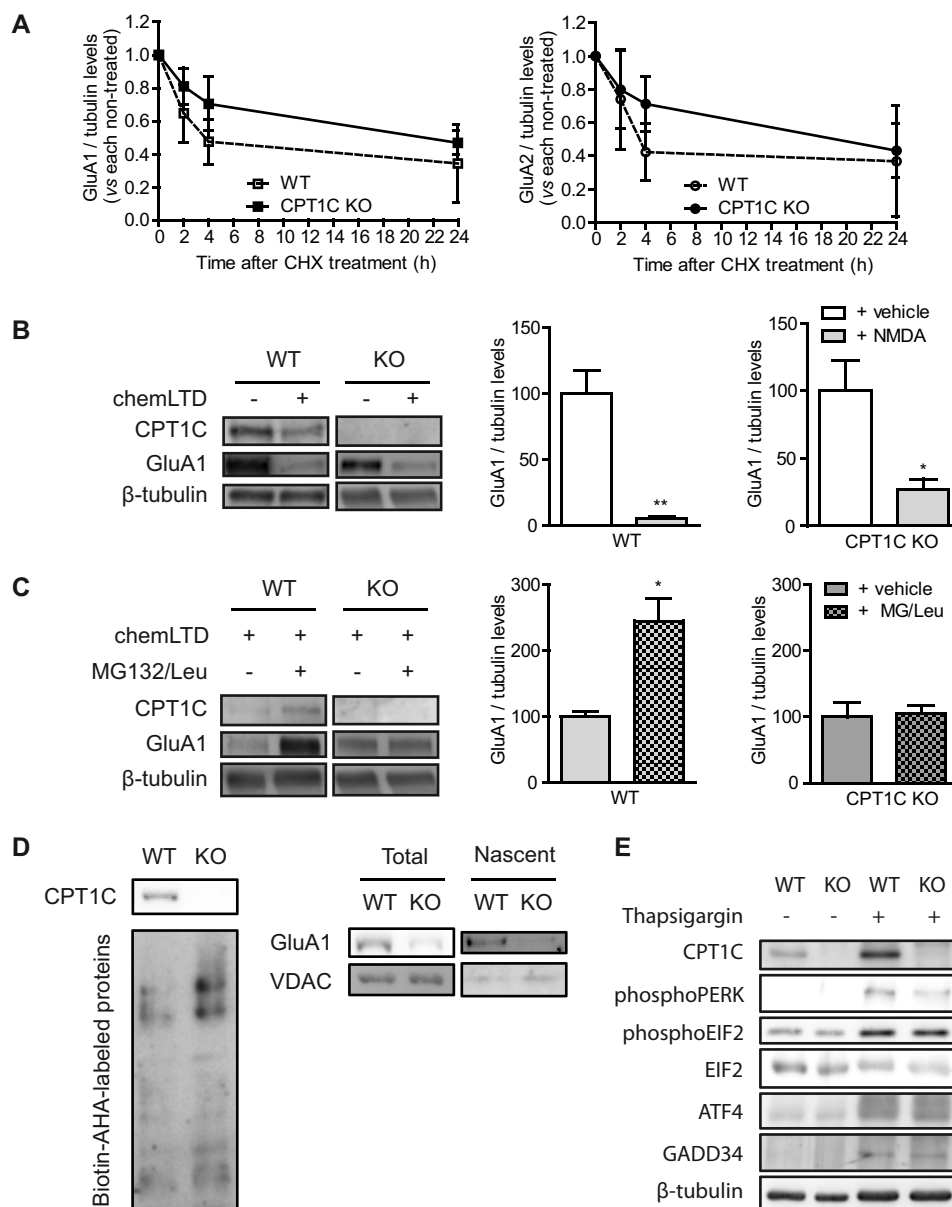 A
GluA1 / tubulin levels
(vs each non-treated)
1.2
1.0
0.8
0.6
0.4
0.2
0.0
WT
CPT1C KO
0 2 4 6 8 10 12 14 16 18 20 22 24
Time after CHX treatment (h)
GluA2 / tubulin levels
(vs each non-treated)
1.2
1.0
0.8
0.6
0.4
0.2
0.0
WT
CPT1C KO
0 2 4 6 8 10 12 14 16 18 20 22 24
Time after CHX treatment (h)
B
WT KO
chemLTD - + - +
CPT1C
GluA1
β-tubulin
GluA1 / tubulin levels
150
100
50
0
**
WT
GluA1 / tubulin levels
150
100
50
0
+ vehicle
+ NMDA
*
CPT1C KO
C
WT KO
chemLTD + + + +
MG132/Leu - + - +
CPT1C
GluA1
β-tubulin
GluA1 / tubulin levels
300
200
100
0
*
WT
GluA1 / tubulin levels
300
200
100
0
+ vehicle
+ MG/Leu
CPT1C KO
D
WT KO
CPT1C
Biotin-AHA-labeled proteins
Total Nascent
WT KO WT KO
GluA1
VDAC
E
WT KO WT KO
Thapsigargin - - + +
CPT1C
phosphoPERK
phosphoEIF2
EIF2
ATF4
GADD34
β-tubulin